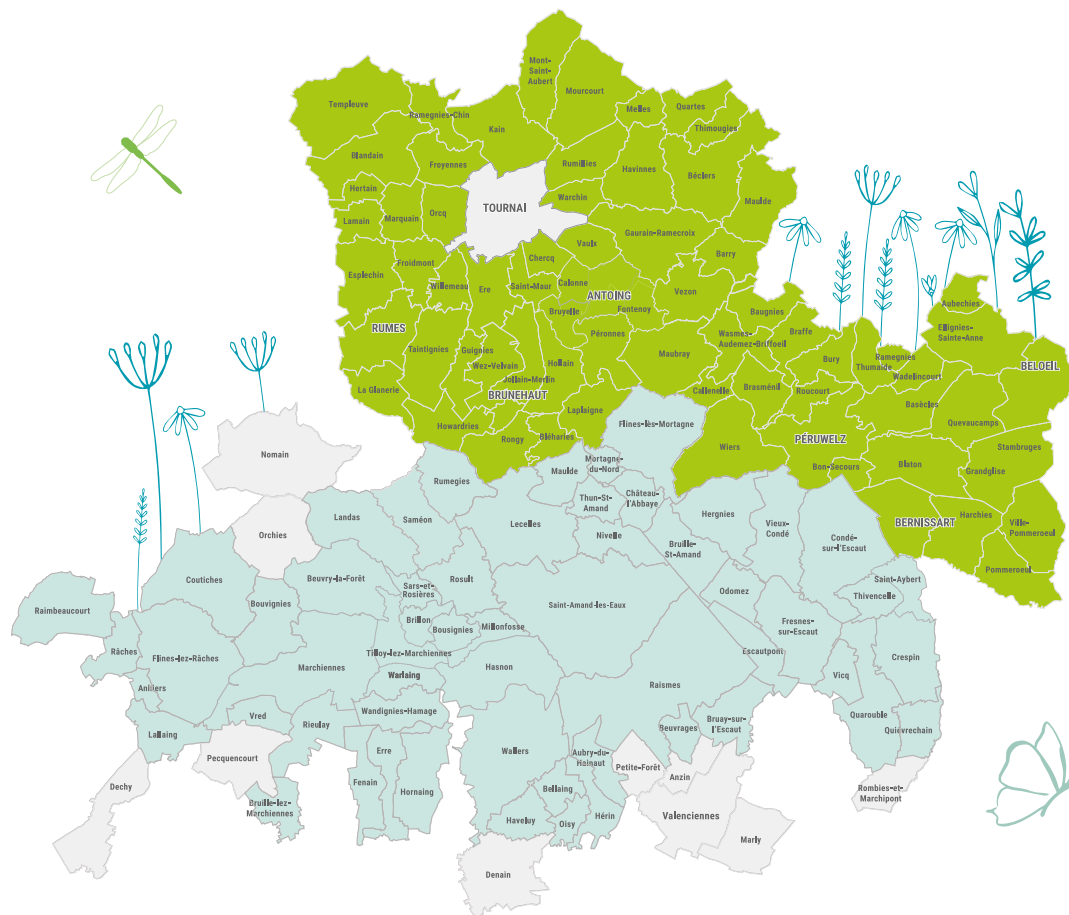 Mont-
Saint-
Aubert
Mourcourt
Templeuve
Ramegnies-Chin
Kain
Melles
Quartes
Thimougies
Blandain
Froyennes
Rumillies
Havinnes
Béclers
Hertain
Warchin
Maulde
Lamain
Marquain
Orcq
TOURNAI
Gaurain-Ramecroix
Vaulx
Barry
Esplechin
Froidmont
Willemeau
Ere
Chercq
Saint-Maur
Calonne
ANTOING
Fontenoy
Vezon
Bruyelle
Baugnies
Aubechies
Ellignies-
Sainte-Anne
RUMES
Taintignies
Guignies
Wez-Velvain
Jollain-Merlin
Hollain
Péronnes
Maubray
Wasmes-
Audemez-Briffoeil
Braffe
Bury
Ramegnies
Thumaide
Wadelincourt
BELOEIL
La Glanerie
BRUNEHAUT
Callenelle
Brasménil
Roucourt
Basècles
Quevaucamps
Howardries
Rongy
Bléharies
Laplaigne
Flines-lès-Mortagne
Wiers
PÉRUWELZ
Bon-Secours
Blaton
Stambruges
Grandglise
Nomain
Rumegies
Maulde
Mortagne-
du-Nord
Château-
l'Abbaye
Thun-St-
Amand
Hergnies
Vieux-
Condé
Condé-
sur-l'Escaut
BERNISSART
Harchies
Ville-
Pommeroeul
Pommeroeul
Orchies
Landas
Saméon
Lecelles
Nivelle
Bruille-
St-Amand
Coutiches
Beuvry-la-Forêt
Sars-et-
Rosières
Rosult
Saint-Amand-les-Eaux
Odomez
Saint-Aybert
Thivencelle
Raimbeaucourt
Bouvignies
Brillon
Bousignies
Millonfosse
Fresnes-
sur-Escaut
Râches
Flines-lez-Râches
Marchiennes
Tilloy-lez-Marchiennes
Warlaing
Hasnon
Escautpont
Crespin
Anhiers
Raismes
Vicq
Lallaing
Vred
Rieulay
Wandignies-Hamage
Beuvrages
Bruay-sur-
l'Escaut
Quarouble
Quiévrechain
Pecquencourt
Erre
Wallers
Aubry-du-
Hainaut
Petite-Forêt
Anzin
Dechy
Bruille-lez-
Marchiennes
Fenain
Hornaing
Bellaing
Haveluy
Oisy
Hérin
Valenciennes
Marly
Rombies-et-
Marchipont
Denain